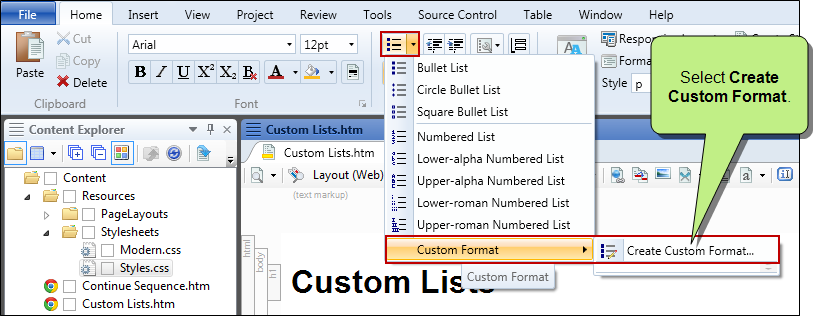 File Home Insert View Project Review Tools Source Control Table Window Help
Cut
Copy
Delete
Paste
Clipboard
Arial 12pt
B I U X² X₂ B A
Font
Style p
Select Create
Custom Format.
Bullet List
Circle Bullet List
Square Bullet List
Numbered List
Lower-alpha Numbered List
Upper-alpha Numbered List
Lower-roman Numbered List
Upper-roman Numbered List
Custom Format
Create Custom Format...
Custom Format
Content Explorer
Content
Resources
PageLayouts
Stylesheets
Modern.css
Styles.css
Continue Sequence.htm
Custom Lists.htm
Custom Lists.htm
Custom Lists.htm
Layout (Web)
(text markup)
html
body
h1
Custom Lists